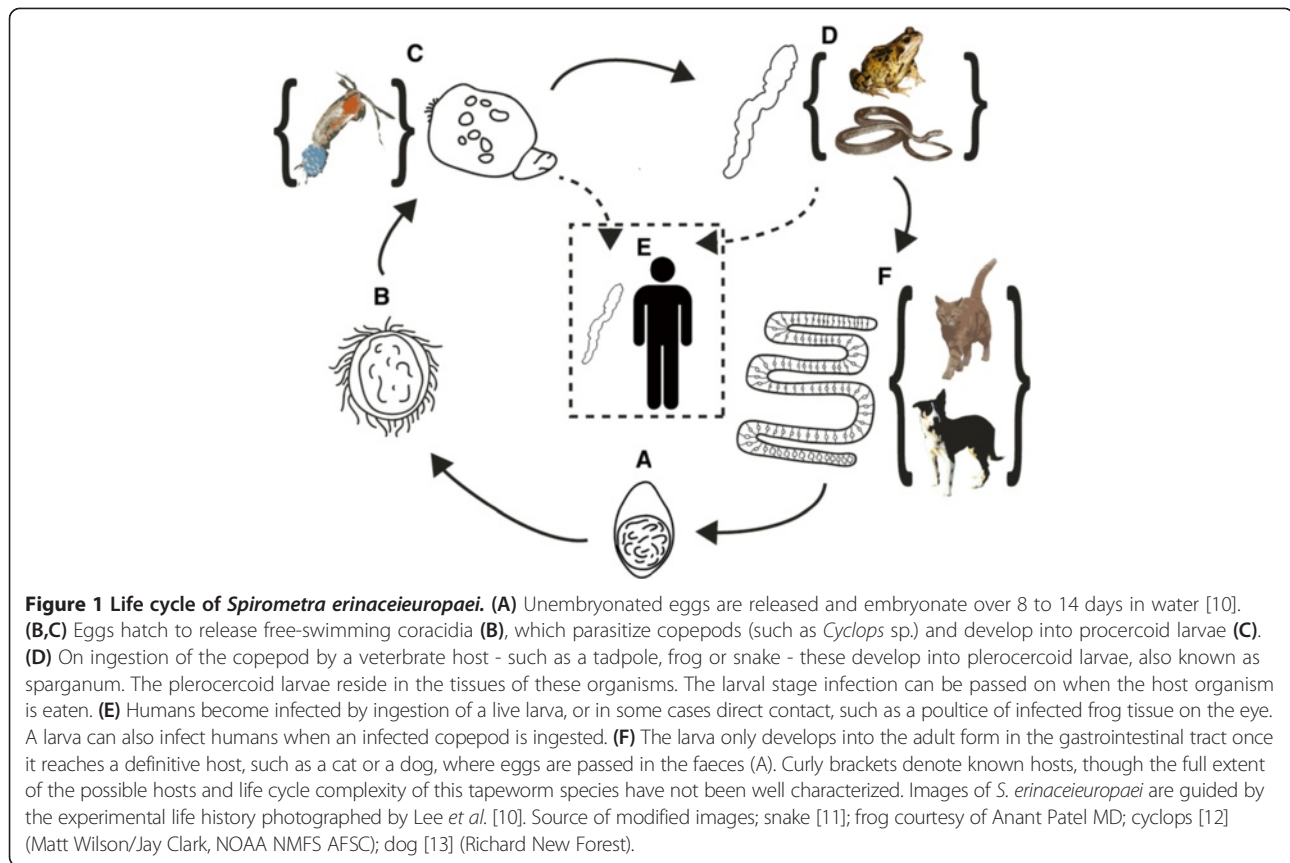 C
D
E
B
F
A
Figure 1 Life cycle of Spirometra erinaceieuropaei. (A) Unembryonated eggs are released and embryonate over 8 to 14 days in water [10].
(B,C) Eggs hatch to release free-swimming coracidia (B), which parasitize copepods (such as Cyclops sp.) and develop into procercoid larvae (C).
(D) On ingestion of the copepod by a veterbrate host - such as a tadpole, frog or snake - these develop into plerocercoid larvae, also known as
sparganum. The plerocercoid larvae reside in the tissues of these organisms. The larval stage infection can be passed on when the host organism
is eaten. (E) Humans become infected by ingestion of a live larva, or in some cases direct contact, such as a poultice of infected frog tissue on the eye.
A larva can also infect humans when an infected copepod is ingested. (F) The larva only develops into the adult form in the gastrointestinal tract once
it reaches a definitive host, such as a cat or a dog, where eggs are passed in the faeces (A). Curly brackets denote known hosts, though the full extent
of the possible hosts and life cycle complexity of this tapeworm species have not been well characterized. Images of S. erinaceieuropaei are guided by
the experimental life history photographed by Lee et al. [10]. Source of modified images; snake [11]; frog courtesy of Anant Patel MD; cyclops [12]
(Matt Wilson/Jay Clark, NOAA NMFS AFSC); dog [13] (Richard New Forest).